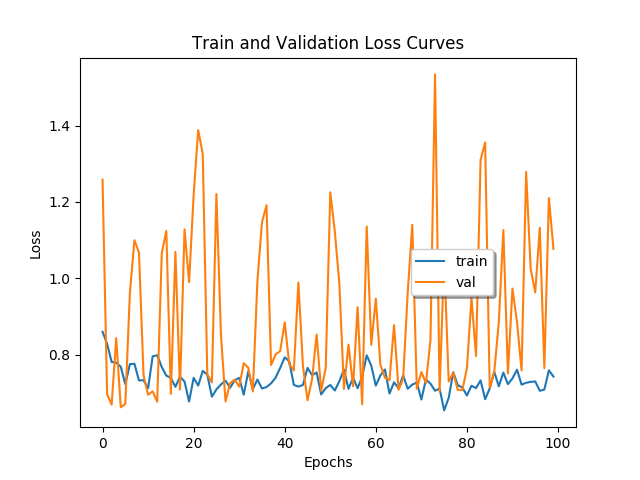 Train and Validation Loss Curves
Loss
1.4
1.2
1.0
0.8
train
val
0 20 40 60 80 100
Epochs